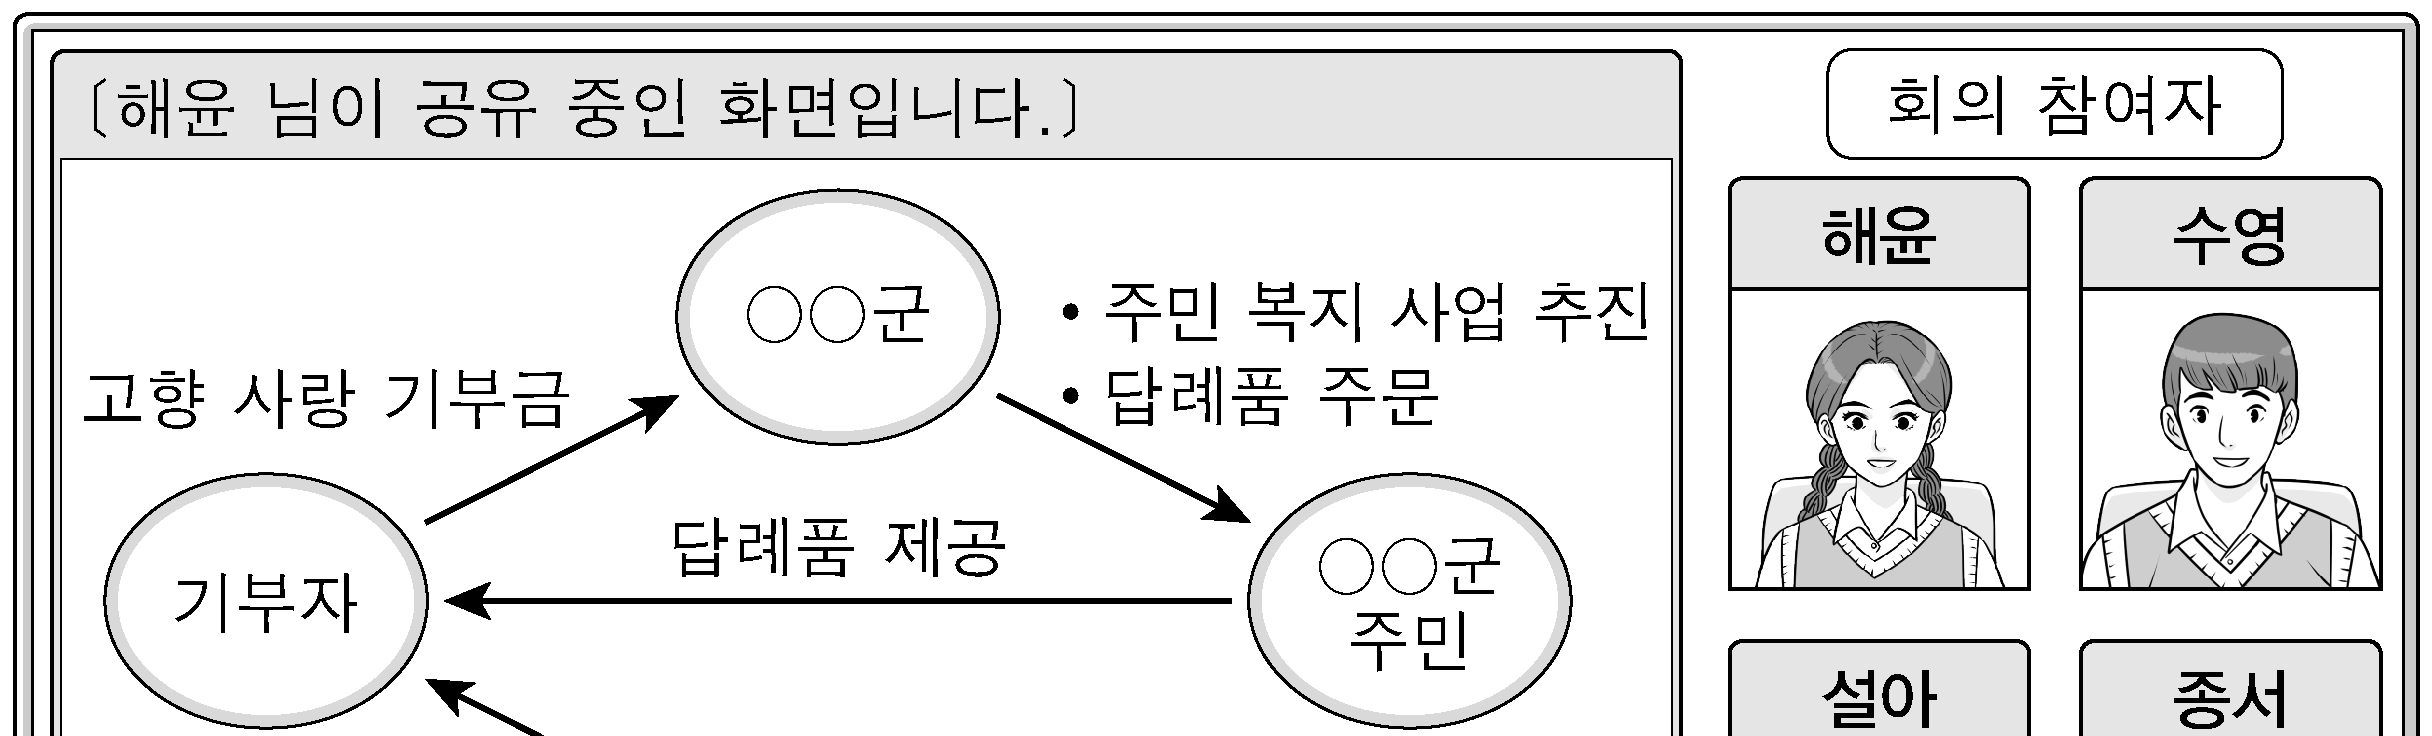 〔해윤 님이 공유 중인 화면입니다.〕
○○군
• 주민 복지 사업 추진
• 답례품 주문
고향 사랑 기부금
답례품 제공
기부자
○○군
주민
회의 참여자
해윤
수영
설아
종서